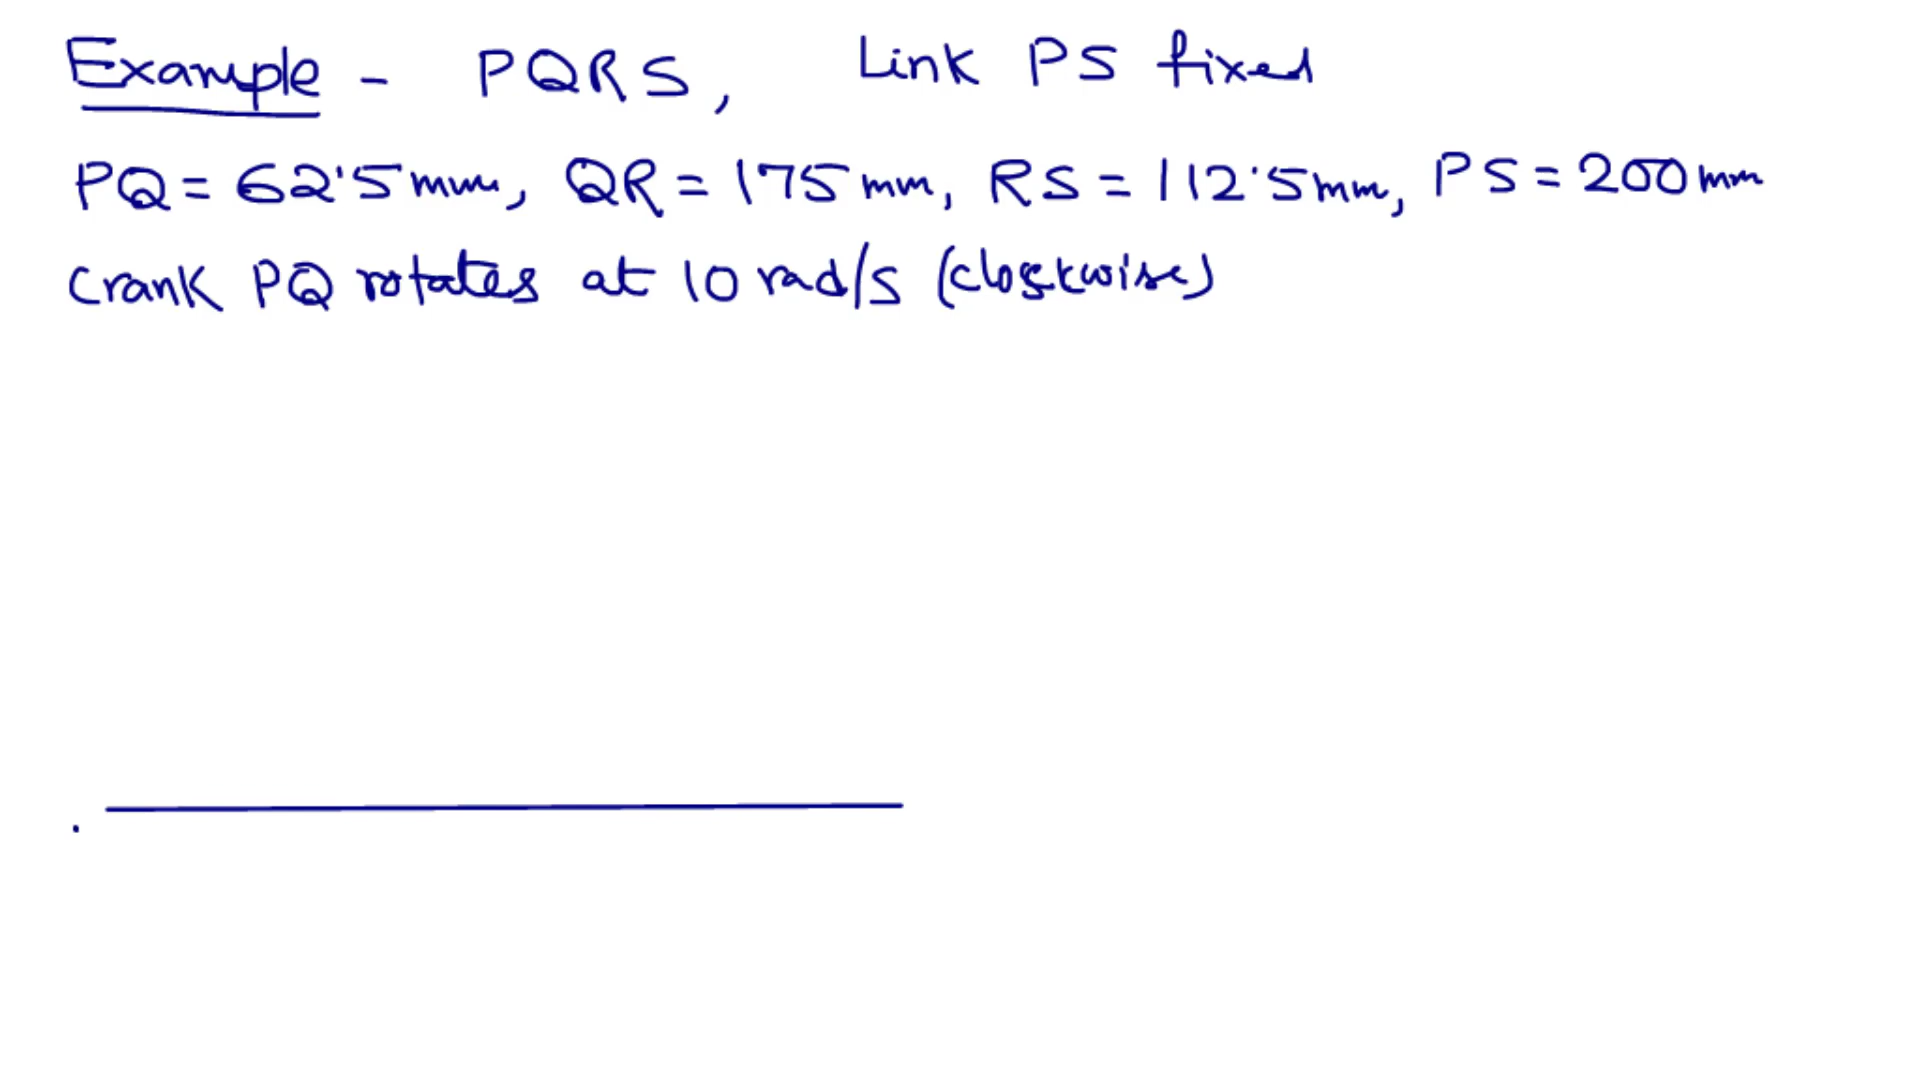 Example - PQRS, Link PS fixed
PQ = 62.5 mm, QR = 175 mm, RS = 112.5 mm, PS = 200 mm
Crank PQ rotates at 10 rad/s (clockwise)